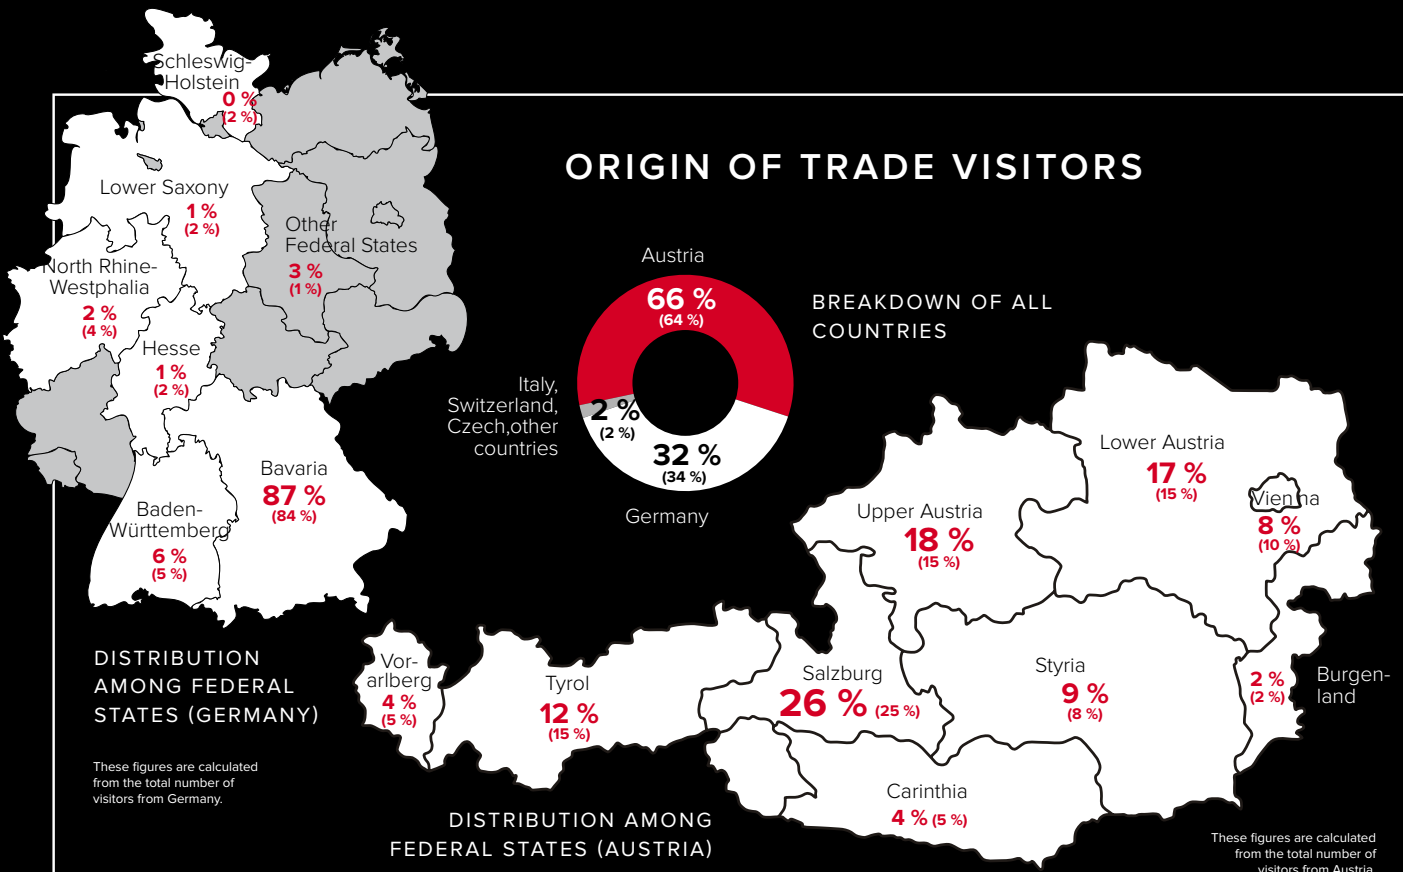 ORIGIN OF TRADE VISITORS
Schleswig-
Holstein
0 %
(2 %)
Lower Saxony
1 %
(2 %)
Other
Federal States
3 %
(1 %)
North Rhine-
Westphalia
2 %
(4 %)
Hesse
1 %
(2 %)
Bavaria
87 %
(84 %)
Baden-
Württemberg
6 %
(5 %)
DISTRIBUTION
AMONG FEDERAL
STATES (GERMANY)
These figures are calculated
from the total number of
visitors from Germany.
BREAKDOWN OF ALL
COUNTRIES
Austria
66 %
(64 %)
Italy,
Switzerland,
Czech,other
countries
2 %
(2 %)
32 %
(34 %)
Germany
Lower Austria
17 %
(15 %)
Vienna
8 %
(10 %)
Upper Austria
18 %
(15 %)
Vor-
arlberg
4 %
(5 %)
Tyrol
12 %
(15 %)
Salzburg
26 % (25 %)
Styria
9 %
(8 %)
2 %
(2 %)
Burgen-
land
Carinthia
4 % (5 %)
DISTRIBUTION AMONG
FEDERAL STATES (AUSTRIA)
These figures are calculated
from the total number of
visitors from Austria.